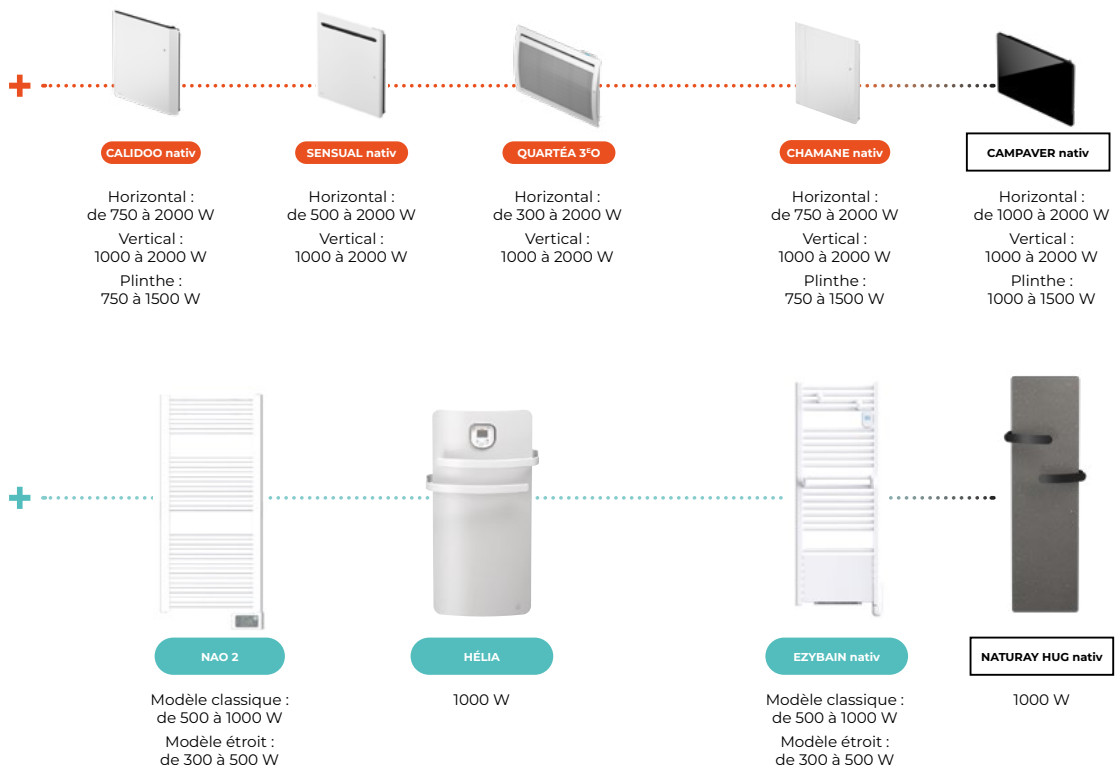 +
CALIDOO nativ
Horizontal :
de 750 à 2000 W
Vertical :
1000 à 2000 W
Plinthe :
750 à 1500 W
SENSUAL nativ
Horizontal :
de 500 à 2000 W
Vertical :
1000 à 2000 W
QUARTÉA 3ᴱO
Horizontal :
de 300 à 2000 W
Vertical :
1000 à 2000 W
CHAMANE nativ
Horizontal :
de 750 à 2000 W
Vertical :
1000 à 2000 W
Plinthe :
750 à 1500 W
CAMPAVER nativ
Horizontal :
de 1000 à 2000 W
Vertical :
1000 à 2000 W
Plinthe :
1000 à 1500 W
+
NAO 2
Modèle classique :
de 500 à 1000 W
Modèle étroit :
de 300 à 500 W
HÉLIA
1000 W
EZYBAIN nativ
Modèle classique :
de 500 à 1000 W
Modèle étroit :
de 300 à 500 W
NATURAY HUG nativ
1000 W